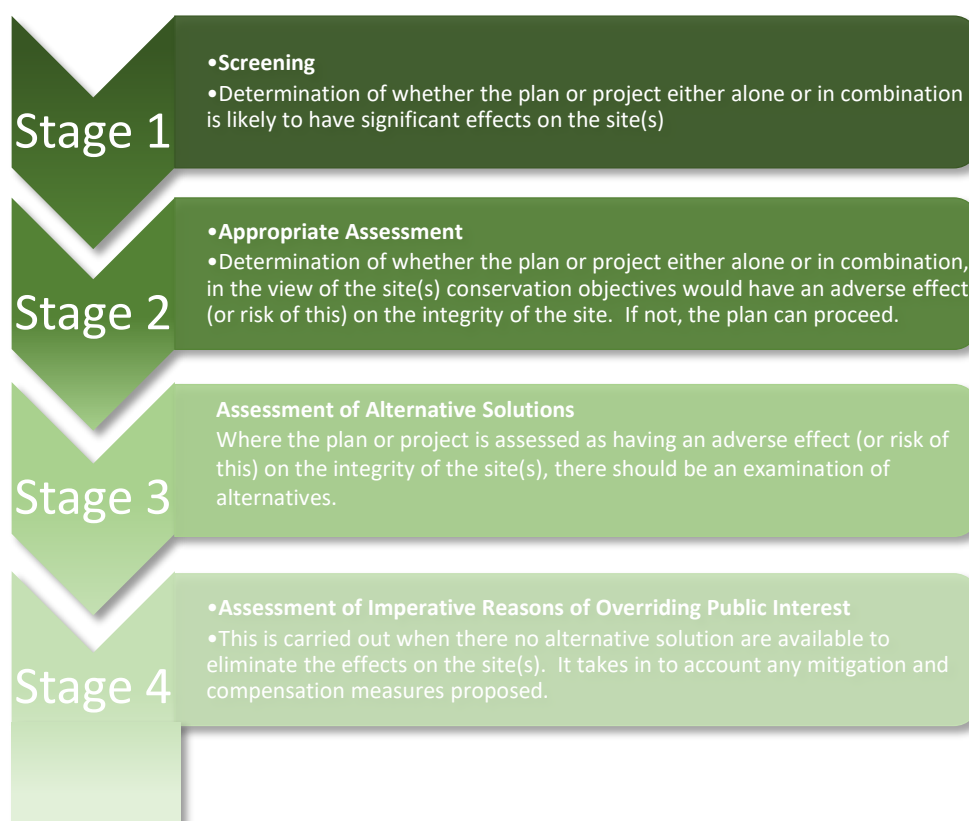 Stage 1
•Screening
•Determination of whether the plan or project either alone or in combination
is likely to have significant effects on the site(s)
Stage 2
•Appropriate Assessment
•Determination of whether the plan or project either alone or in combination,
in the view of the site(s) conservation objectives would have an adverse effect
(or risk of this) on the integrity of the site.  If not, the plan can proceed.
Stage 3
Assessment of Alternative Solutions
Where the plan or project is assessed as having an adverse effect (or risk of
this) on the integrity of the site(s), there should be an examination of
alternatives.
Stage 4
•Assessment of Imperative Reasons of Overriding Public Interest
•This is carried out when there no alternative solution are available to
eliminate the effects on the site(s).  It takes in to account any mitigation and
compensation measures proposed.